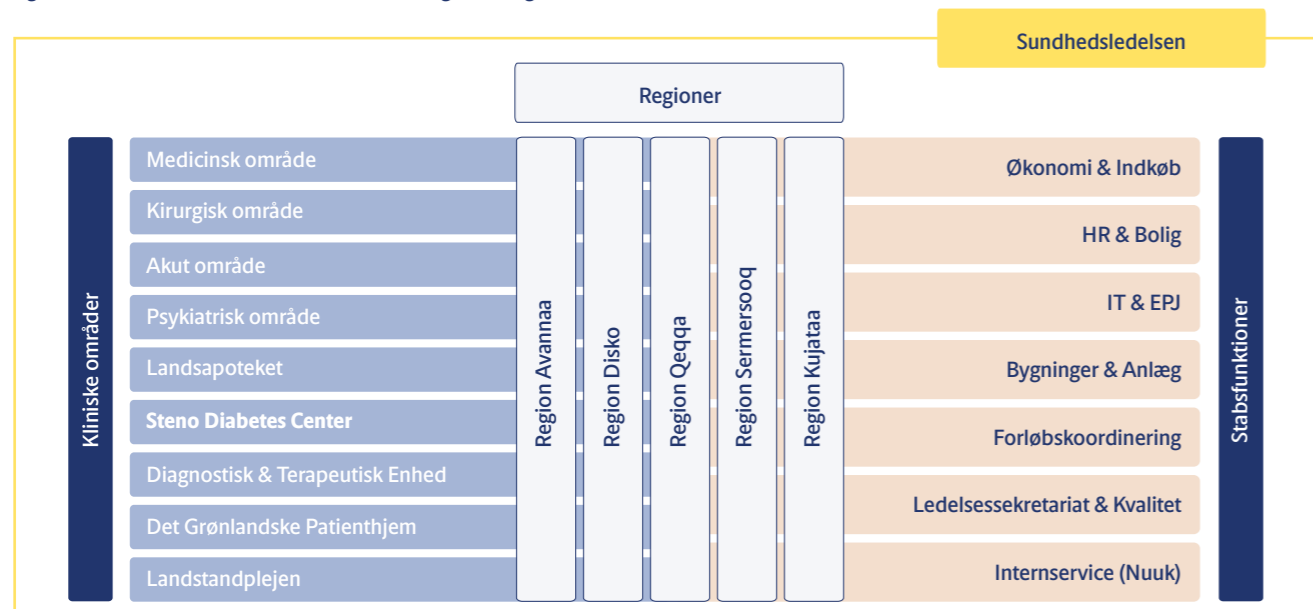 Sundhedsledelsen
Regioner
Kliniske områder
Medicinsk område
Kirurgisk område
Akut område
Psykiatrisk område
Landsapoteket
Steno Diabetes Center
Diagnostisk & Terapeutisk Enhed
Det Grønlandske Patienthjem
Landstandplejen
Region Avannaa
Region Disko
Region Qeqqa
Region Sermersooq
Region Kujataa
Økonomi & Indkøb
HR & Bolig
IT & EPJ
Bygninger & Anlæg
Forløbskoordinering
Ledelsessekretariat & Kvalitet
Internservice (Nuuk)
Stabsfunktioner